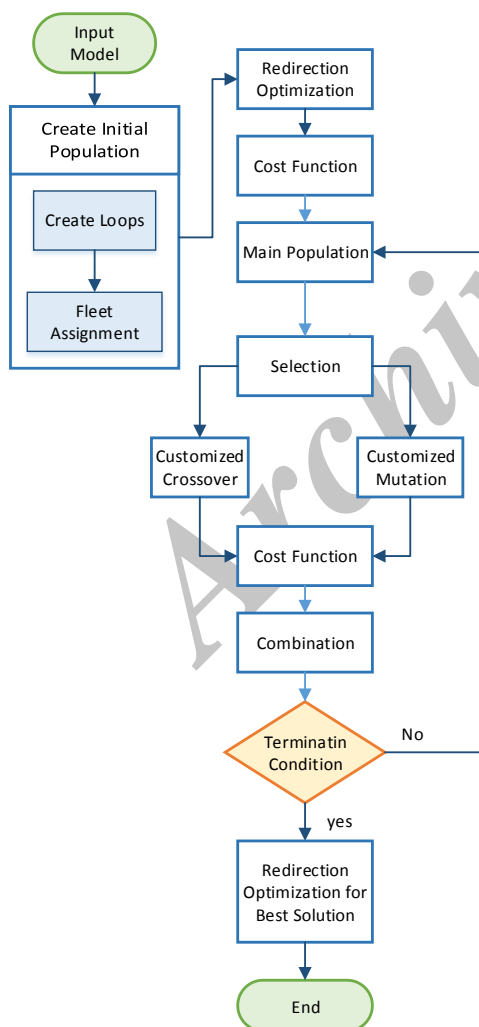 Input
Model
Create Initial
Population
Create Loops
Fleet
Assignment
Redirection
Optimization
Cost Function
Main Population
Selection
Customized
Crossover
Customized
Mutation
Cost Function
Combination
Terminatin
Condition
No
yes
Redirection
Optimization for
Best Solution
End